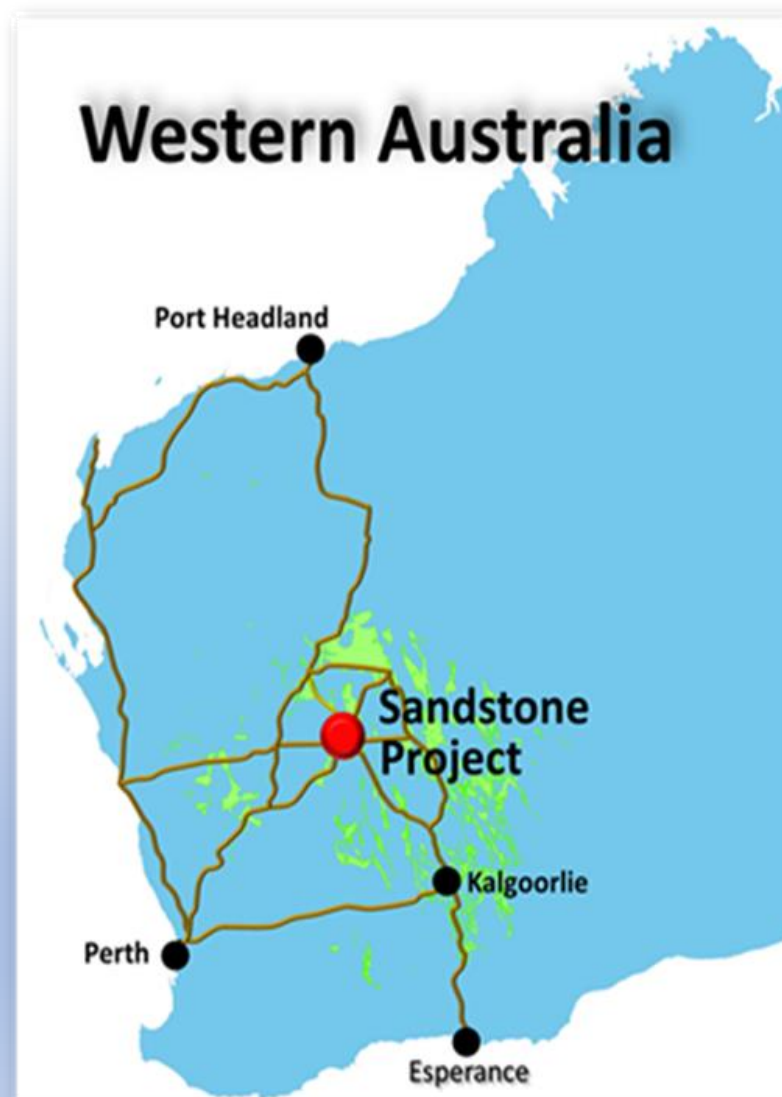 Western Australia
Port Headland
Sandstone
Project
Kalgoorlie
Perth
Esperance